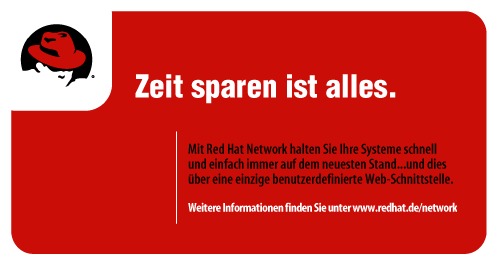 Zeit sparen ist alles.
Mit Red Hat Network halten Sie Ihre Systeme schnell
und einfach immer auf dem neuesten Stand...und dies
über eine einzige benutzerdefinierte Web-Schnittstelle.
Weitere Informationen finden Sie unter www.redhat.de/network